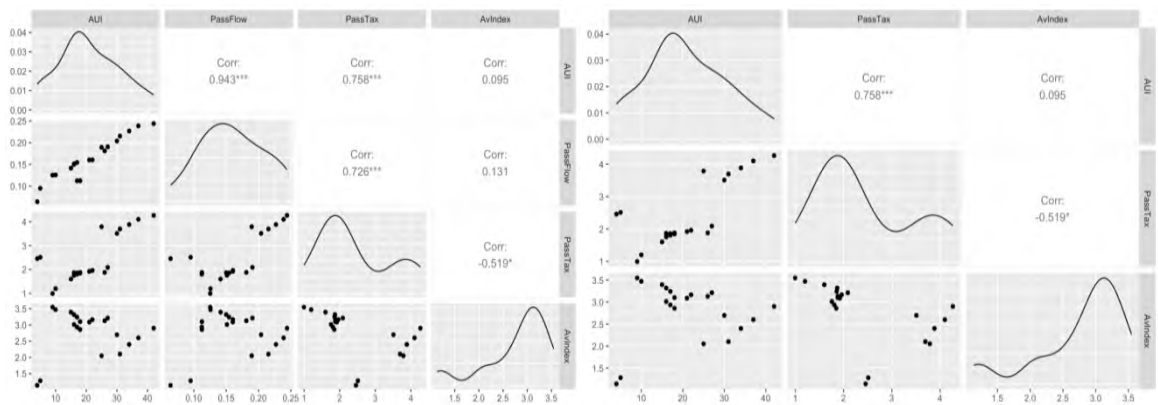 AUI PassFlow PassTax AvIndex
0.04
0.03
0.02
0.01
0.00
Corr:
0.943***
Corr:
0.758***
Corr:
0.095
AUI
0.25
0.20
0.15
0.10
Corr:
0.726***
Corr:
0.131
PassFlow
4
3
2
1
Corr:
-0.519*
PassTax
3.5
3.0
2.5
2.0
1.5
AvIndex
10 20 30 40 0.10 0.15 0.20 0.25 1 2 3 4 1.5 2.0 2.5 3.0 3.5
AUI PassTax AvIndex
0.04
0.03
0.02
0.01
0.00
Corr:
0.758***
Corr:
0.095
AUI
4
3
2
1
Corr:
-0.519*
PassTax
3.5
3.0
2.5
2.0
1.5
AvIndex
10 20 30 40 1 2 3 4 1.5 2.0 2.5 3.0 3.5